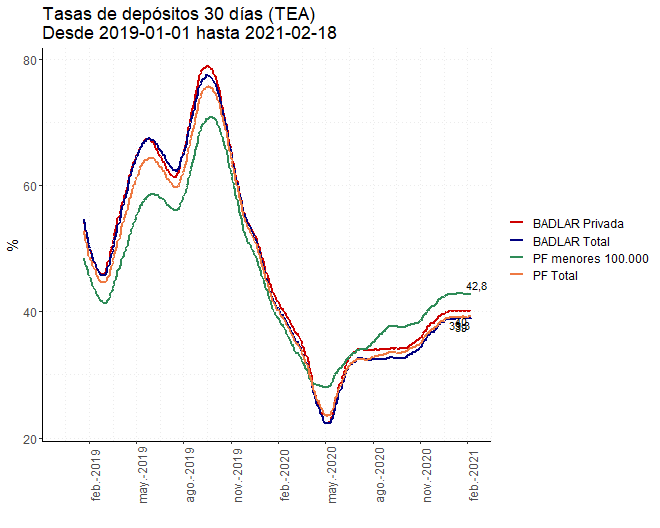 Tasas de depósitos 30 días (TEA)
Desde 2019-01-01 hasta 2021-02-18
%
80
60
40
20
42,8
feb.-2019
may.-2019
ago.-2019
nov.-2019
feb.-2020
may.-2020
ago.-2020
nov.-2020
feb.-2021
BADLAR Privada
BADLAR Total
PF menores 100.000
PF Total